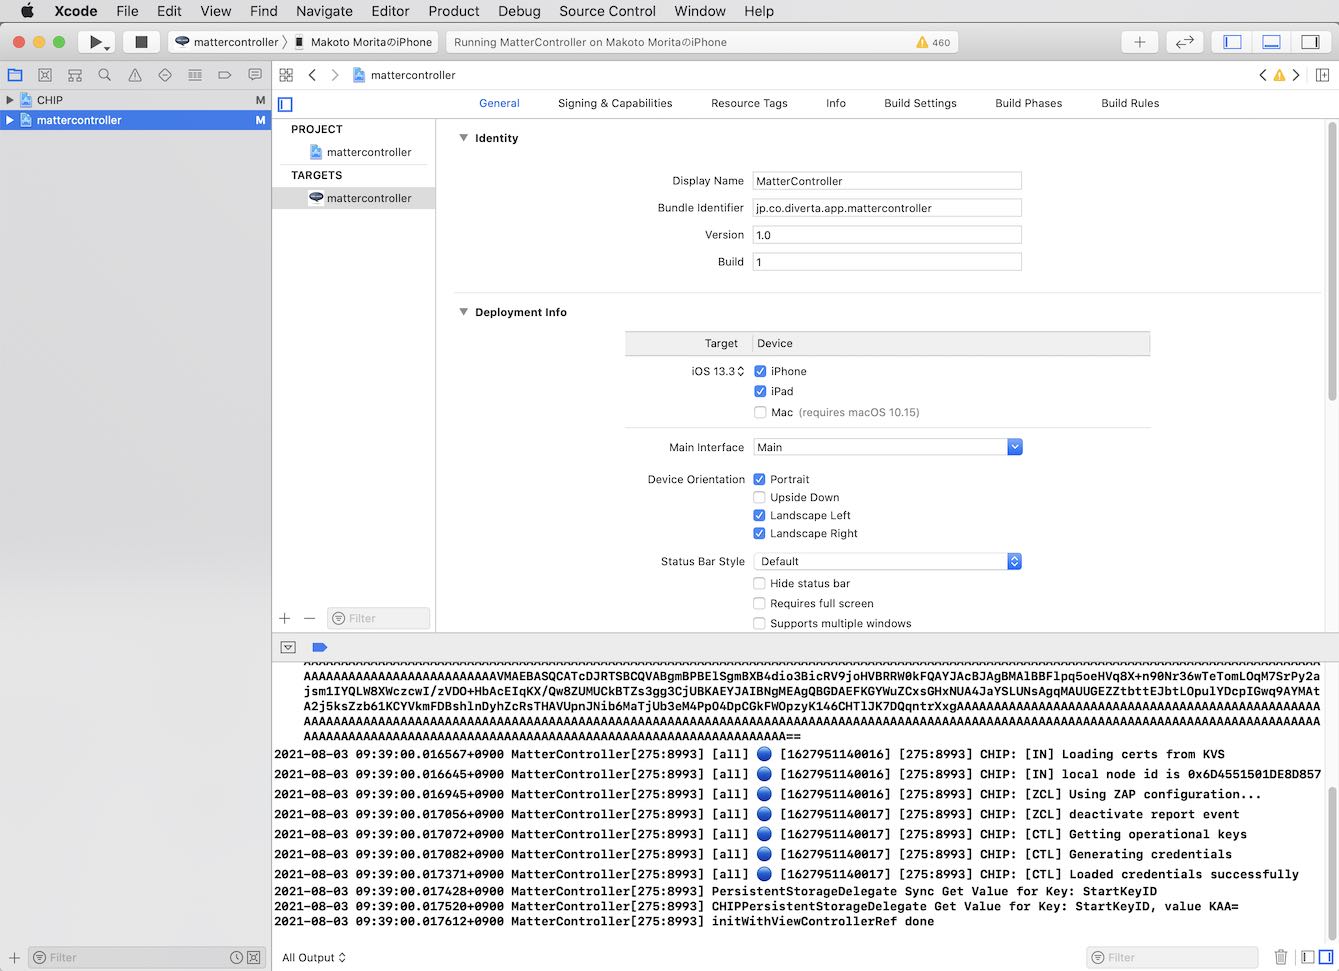 Xcode File Edit View Find Navigate Editor Product Debug Source Control Window Help
mattercontroller 〉 Makoto MoritaのiPhone Running MatterController on Makoto MoritaのiPhone 460
mattercontroller
CHIP M
mattercontroller M
General Signing & Capabilities Resource Tags Info Build Settings Build Phases Build Rules
PROJECT
mattercontroller
TARGETS
mattercontroller
Filter
Identity
Display Name MatterController
Bundle Identifier jp.co.diverta.app.mattercontroller
Version 1.0
Build 1
Deployment Info
Target Device
iOS 13.3 iPhone
iPad
Mac (requires macOS 10.15)
Main Interface Main
Device Orientation Portrait
Upside Down
Landscape Left
Landscape Right
Status Bar Style Default
Hide status bar
Requires full screen
Supports multiple windows
2021-08-03 09:39:00.016567+0900 MatterController[275:8993] [all] 🔵 [1627951140016] [275:8993] CHIP: [IN] Loading certs from KVS
2021-08-03 09:39:00.016645+0900 MatterController[275:8993] [all] 🔵 [1627951140016] [275:8993] CHIP: [IN] local node id is 0x6D4551501DE8D857
2021-08-03 09:39:00.016945+0900 MatterController[275:8993] [all] 🔵 [1627951140016] [275:8993] CHIP: [ZCL] Using ZAP configuration...
2021-08-03 09:39:00.017056+0900 MatterController[275:8993] [all] 🔵 [1627951140017] [275:8993] CHIP: [ZCL] deactivate report event
2021-08-03 09:39:00.017072+0900 MatterController[275:8993] [all] 🔵 [1627951140017] [275:8993] CHIP: [CTL] Getting operational keys
2021-08-03 09:39:00.017082+0900 MatterController[275:8993] [all] 🔵 [1627951140017] [275:8993] CHIP: [CTL] Generating credentials
2021-08-03 09:39:00.017371+0900 MatterController[275:8993] [all] 🔵 [1627951140017] [275:8993] CHIP: [CTL] Loaded credentials successfully
2021-08-03 09:39:00.017428+0900 MatterController[275:8993] PersistentStorageDelegate Sync Get Value for Key: StartKeyID
2021-08-03 09:39:00.017520+0900 MatterController[275:8993] CHIPPersistentStorageDelegate Get Value for Key: StartKeyID, value KAA=
2021-08-03 09:39:00.017612+0900 MatterController[275:8993] initWithViewControllerRef done
Filter
All Output
Filter